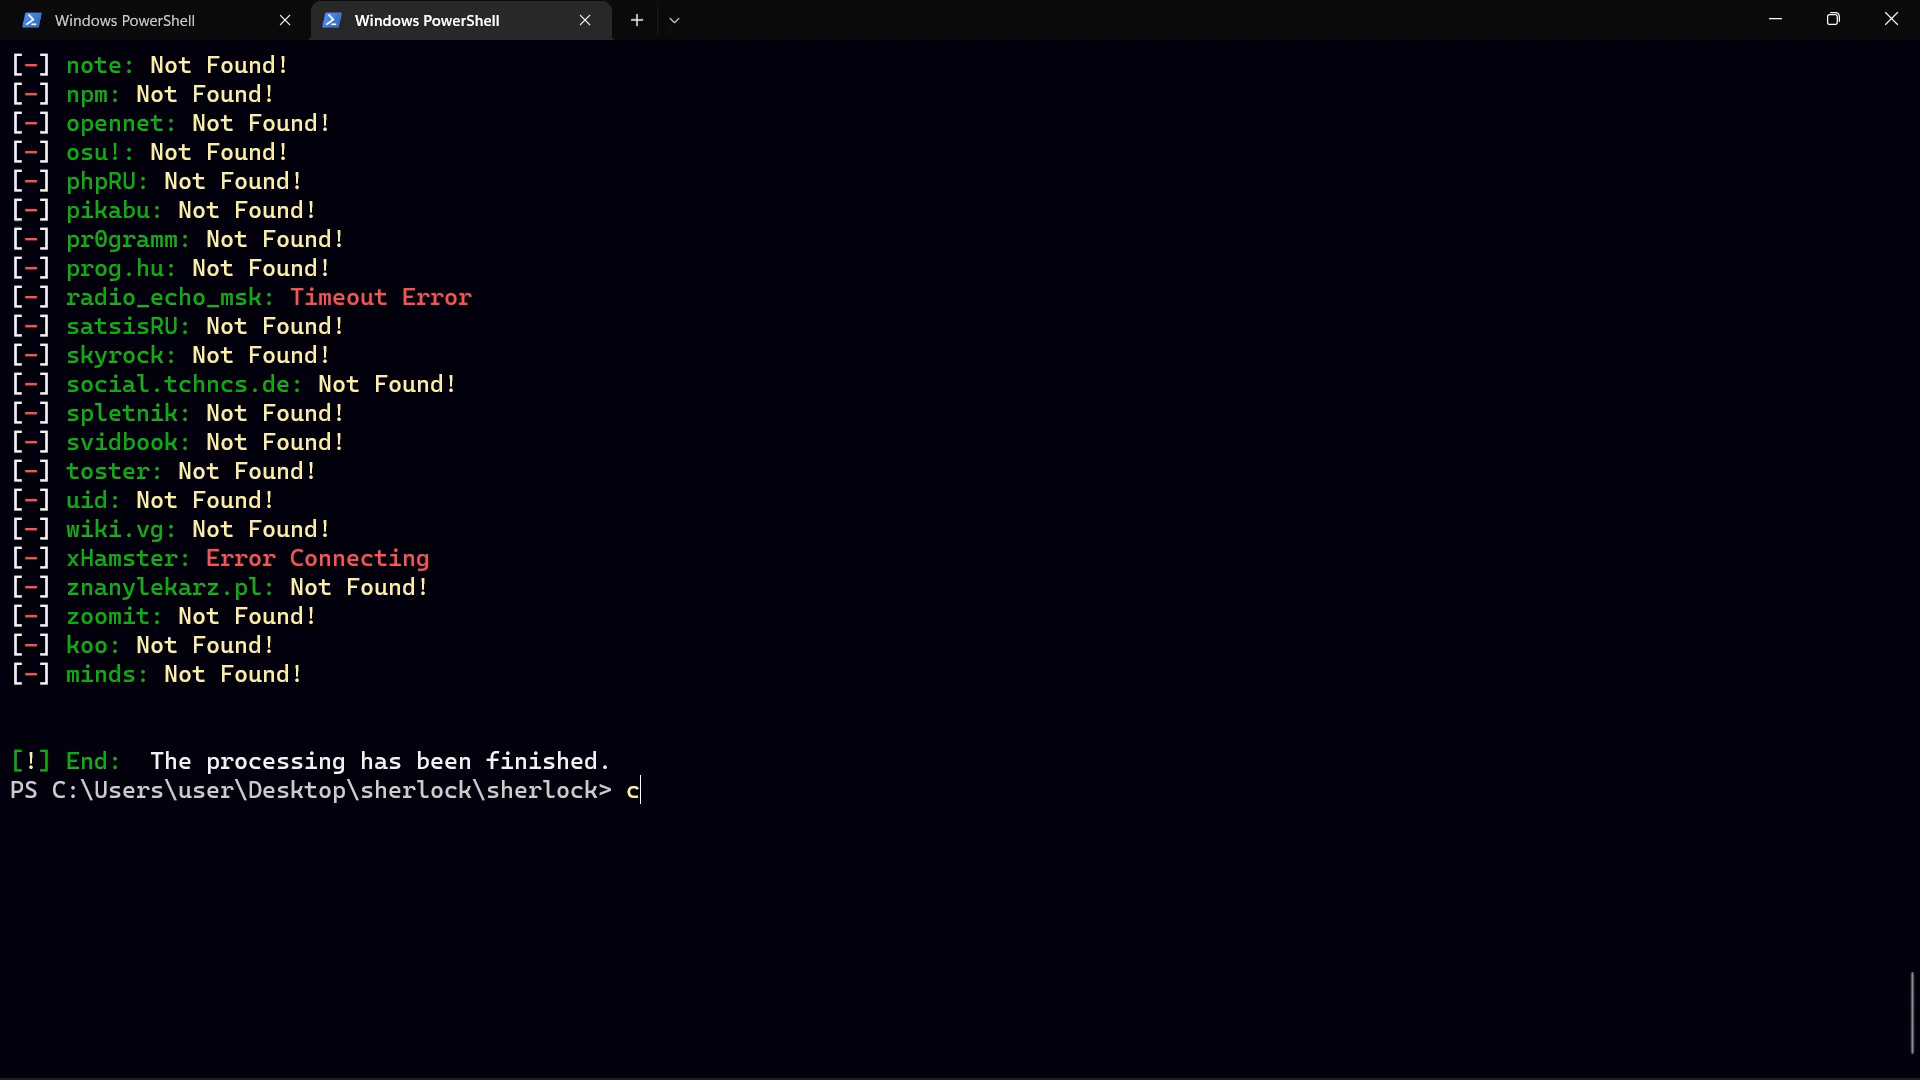 Windows PowerShell
Windows PowerShell
[-] note: Not Found!
[-] npm: Not Found!
[-] opennet: Not Found!
[-] osu!: Not Found!
[-] phpRU: Not Found!
[-] pikabu: Not Found!
[-] pr0gramm: Not Found!
[-] prog.hu: Not Found!
[-] radio_echo_msk: Timeout Error
[-] satsisRU: Not Found!
[-] skyrock: Not Found!
[-] social.tchncs.de: Not Found!
[-] spletnik: Not Found!
[-] svidbook: Not Found!
[-] toster: Not Found!
[-] uid: Not Found!
[-] wiki.vg: Not Found!
[-] xHamster: Error Connecting
[-] znanylekarz.pl: Not Found!
[-] zoomit: Not Found!
[-] koo: Not Found!
[-] minds: Not Found!
[!] End:  The processing has been finished.
PS C:\Users\user\Desktop\sherlock\sherlock> c